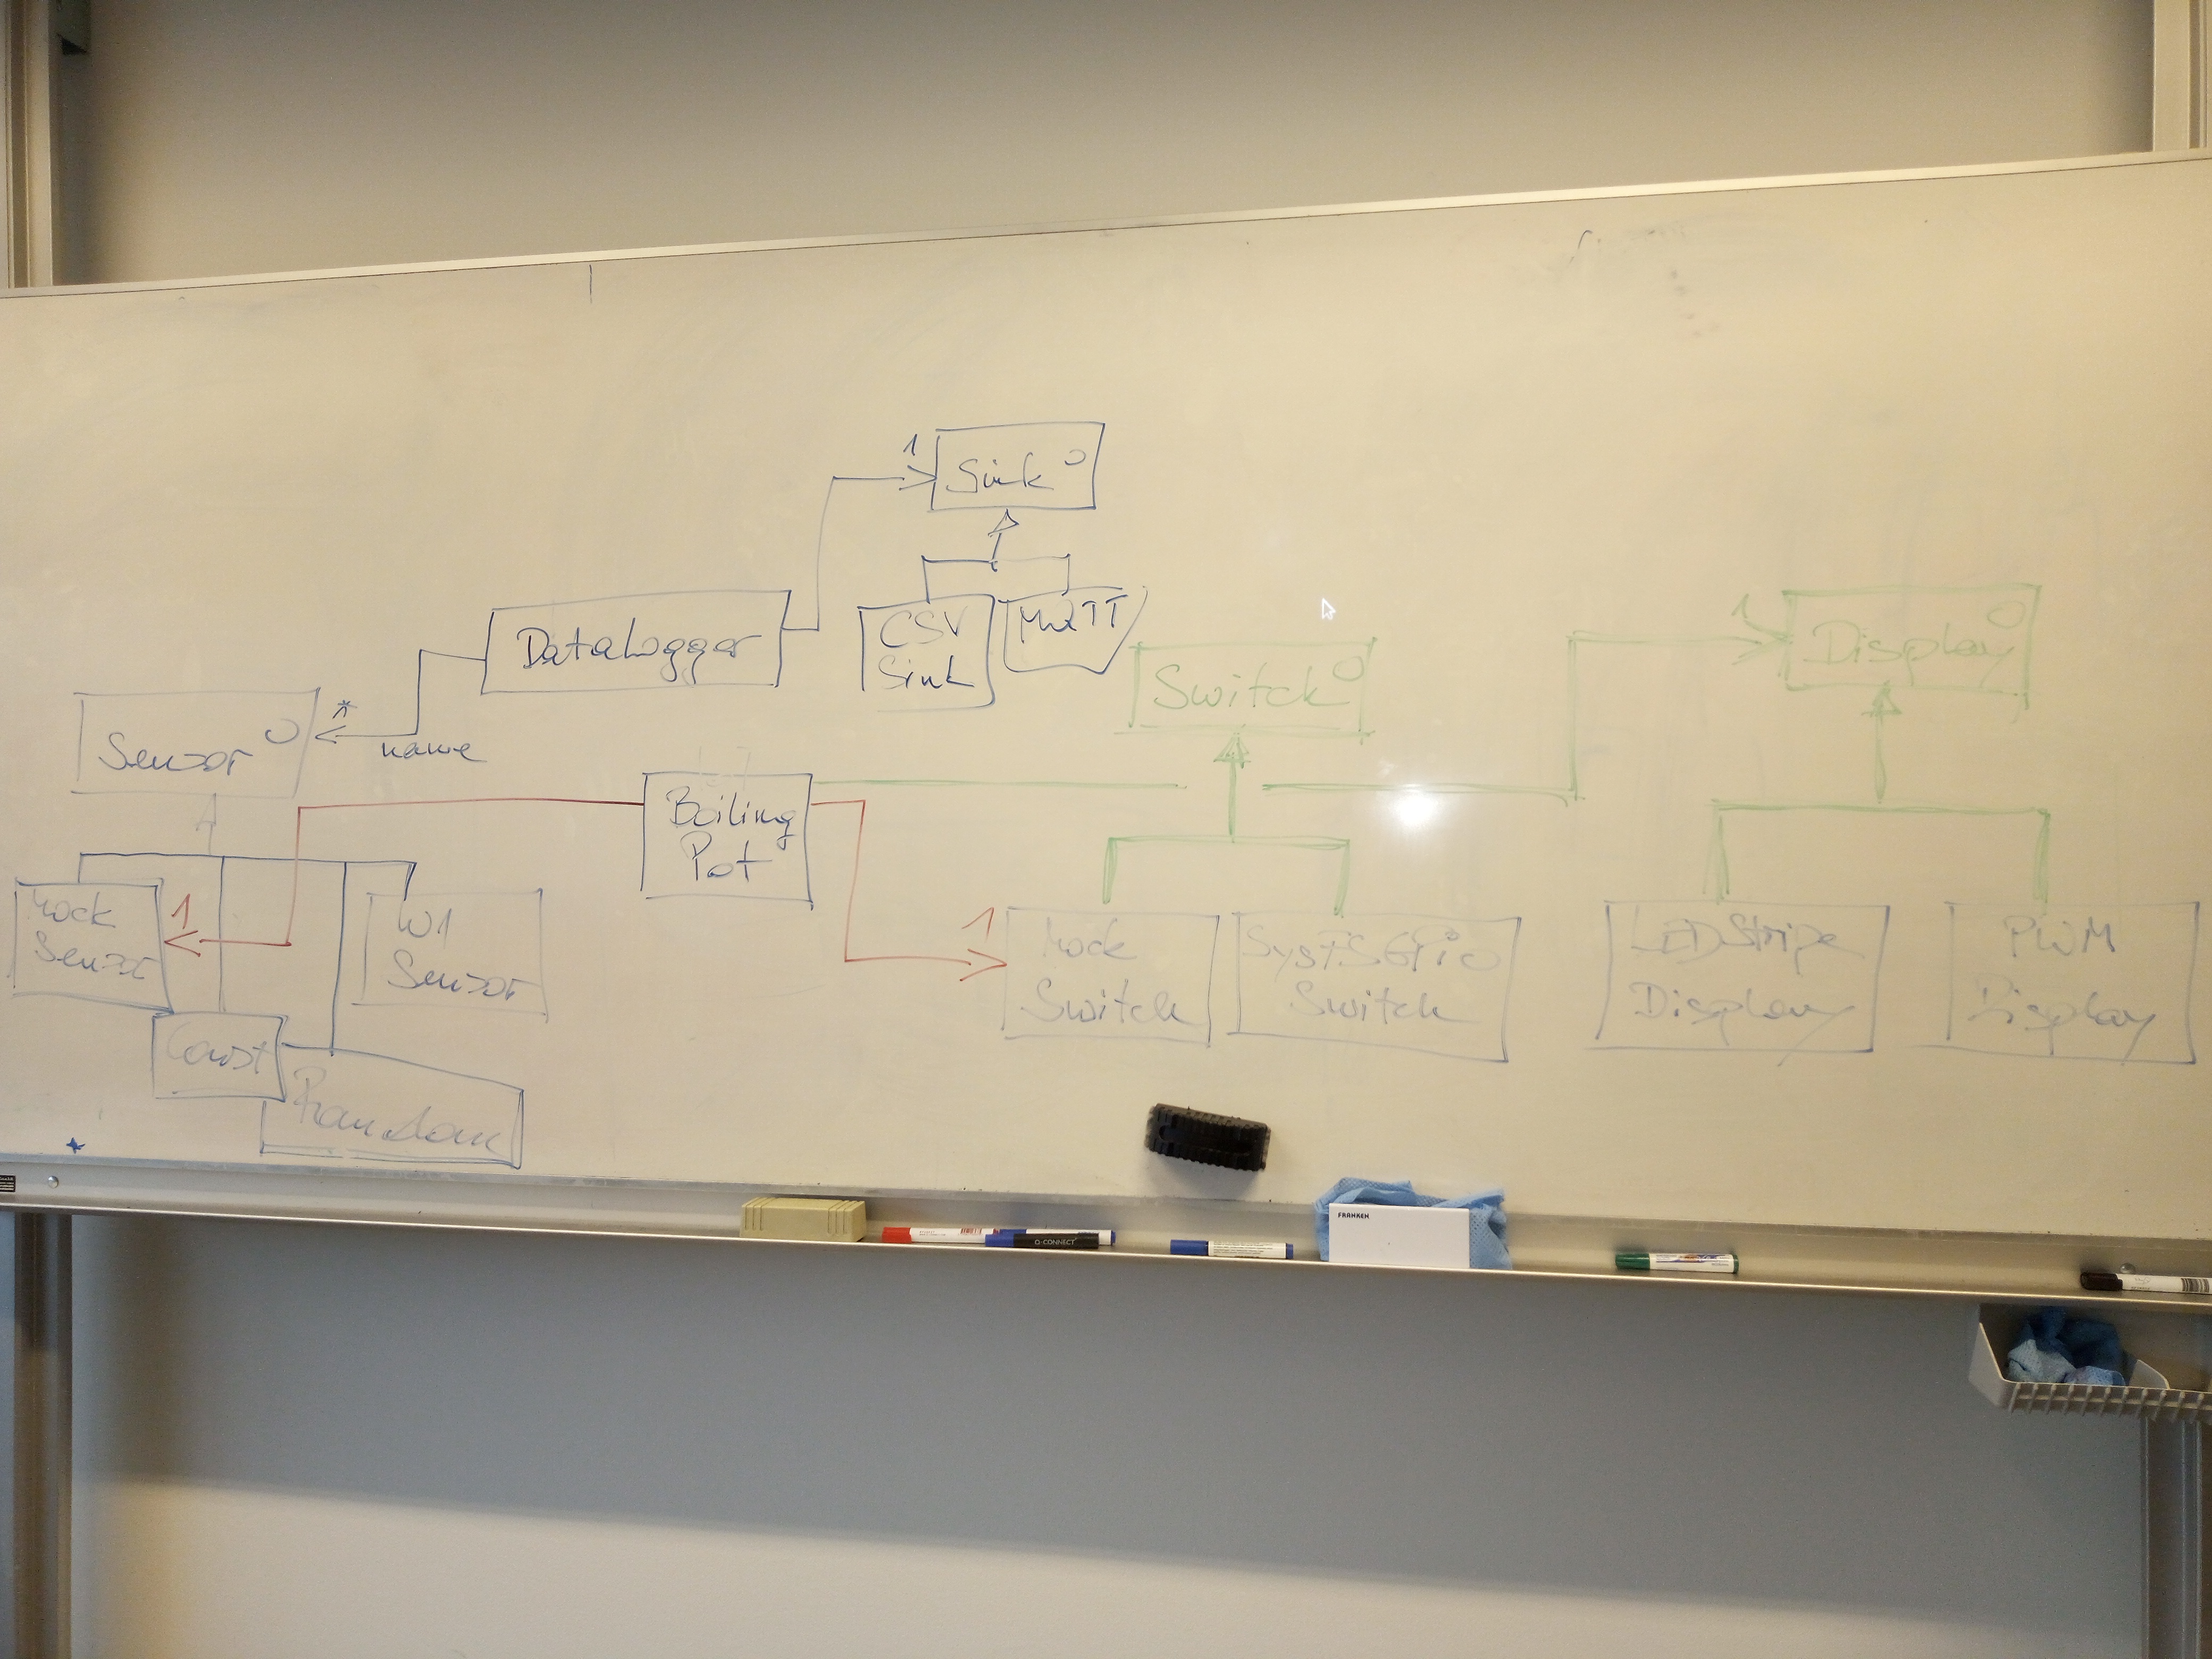 1
Sink
DataLogger
CSV
Sink
MQTT
1
Display
Switch
Sensor
*
name
Boiling
Pot
Mock
Sensor
1
W1
Sensor
1
Mock
Switch
SysFSGPiO
Switch
LEDStripe
Display
PWM
Display
Const
Random
Q-CONNECT
FRANKEN